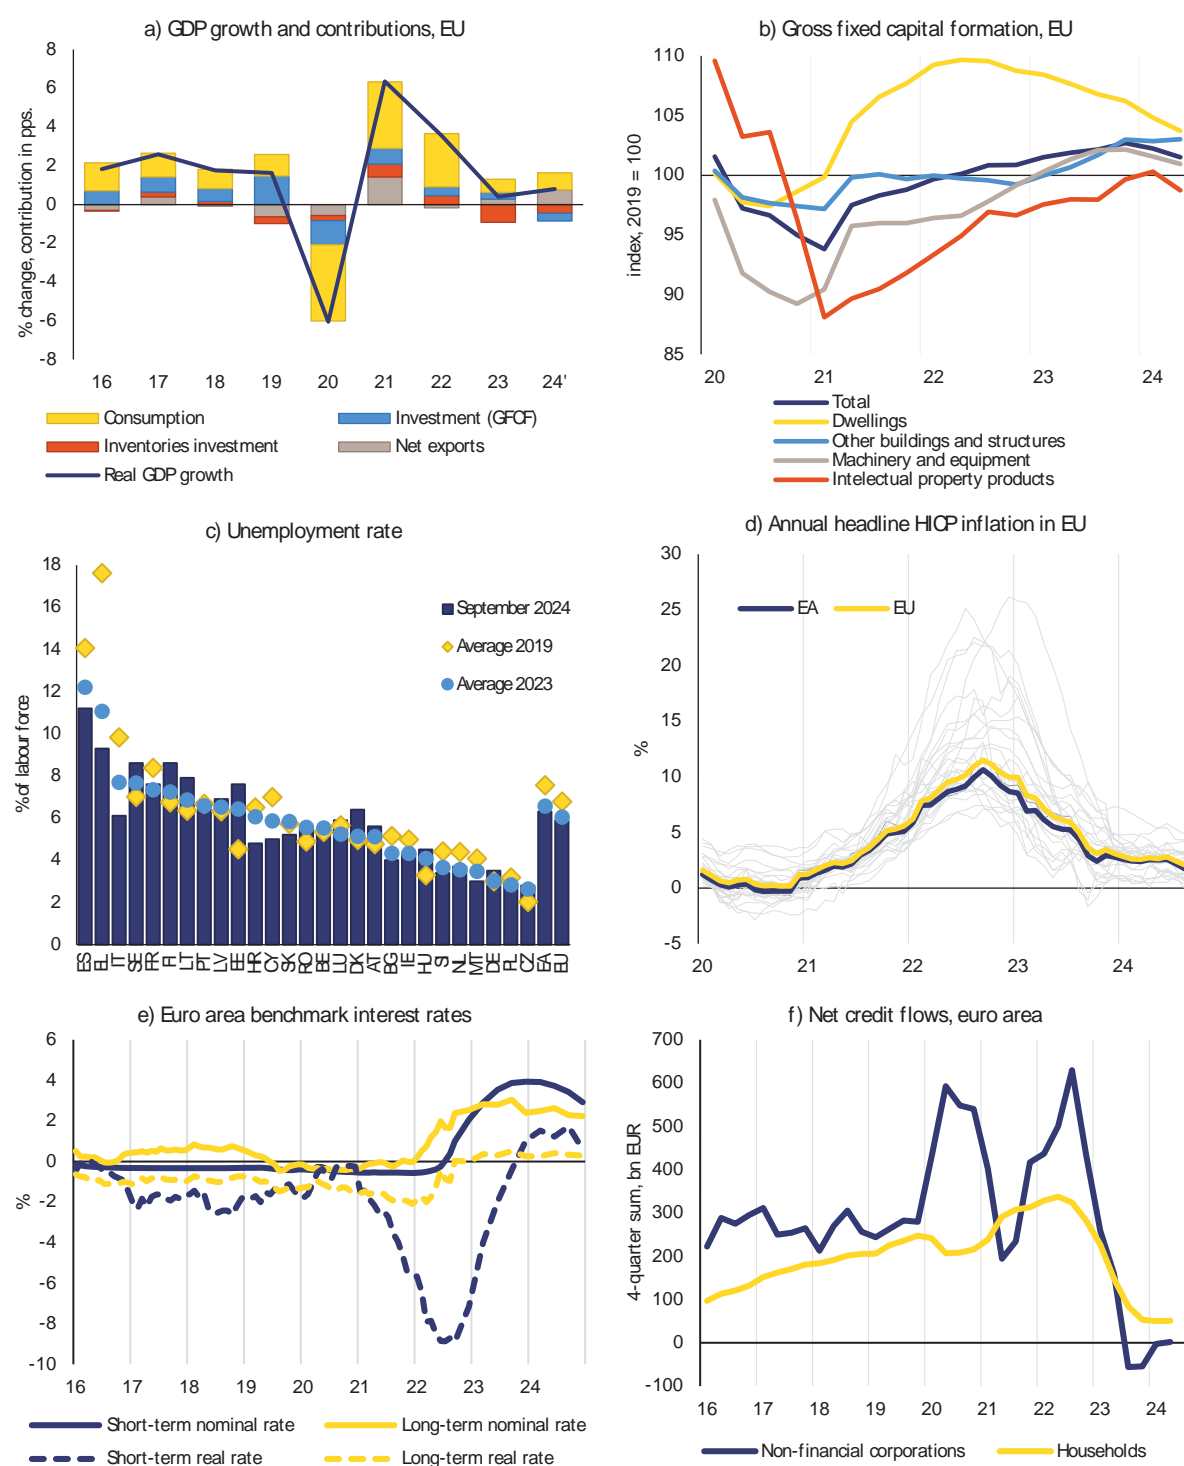 a) GDP growth and contributions, EU
8
6
4
2
0
-2
-4
-6
-8
% change, contribution in pps.
16 17 18 19 20 21 22 23 24'
Consumption
Investment (GFCF)
Inventories investment
Net exports
Real GDP growth
b) Gross fixed capital formation, EU
110
105
100
95
90
85
index, 2019 = 100
20 21 22 23 24
Total
Dwellings
Other buildings and structures
Machinery and equipment
Intelectual property products
c) Unemployment rate
18
16
14
12
10
8
6
4
2
0
% of labour force
September 2024
Average 2019
Average 2023
ES EL IT SE FR FI LT PT LV EE HR CY SK RO BE LU DK AT BG IE HU SI NL MT DE PL CZ EA EU
d) Annual headline HICP inflation in EU
30
25
20
15
10
5
0
-5
%
EA EU
20 21 22 23 24
e) Euro area benchmark interest rates
6
4
2
0
-2
-4
-6
-8
-10
%
16 17 18 19 20 21 22 23 24
Short-term nominal rate
Long-term nominal rate
Short-term real rate
Long-term real rate
f) Net credit flows, euro area
700
600
500
400
300
200
100
0
-100
4-quarter sum, bn EUR
16 17 18 19 20 21 22 23 24
Non-financial corporations
Households